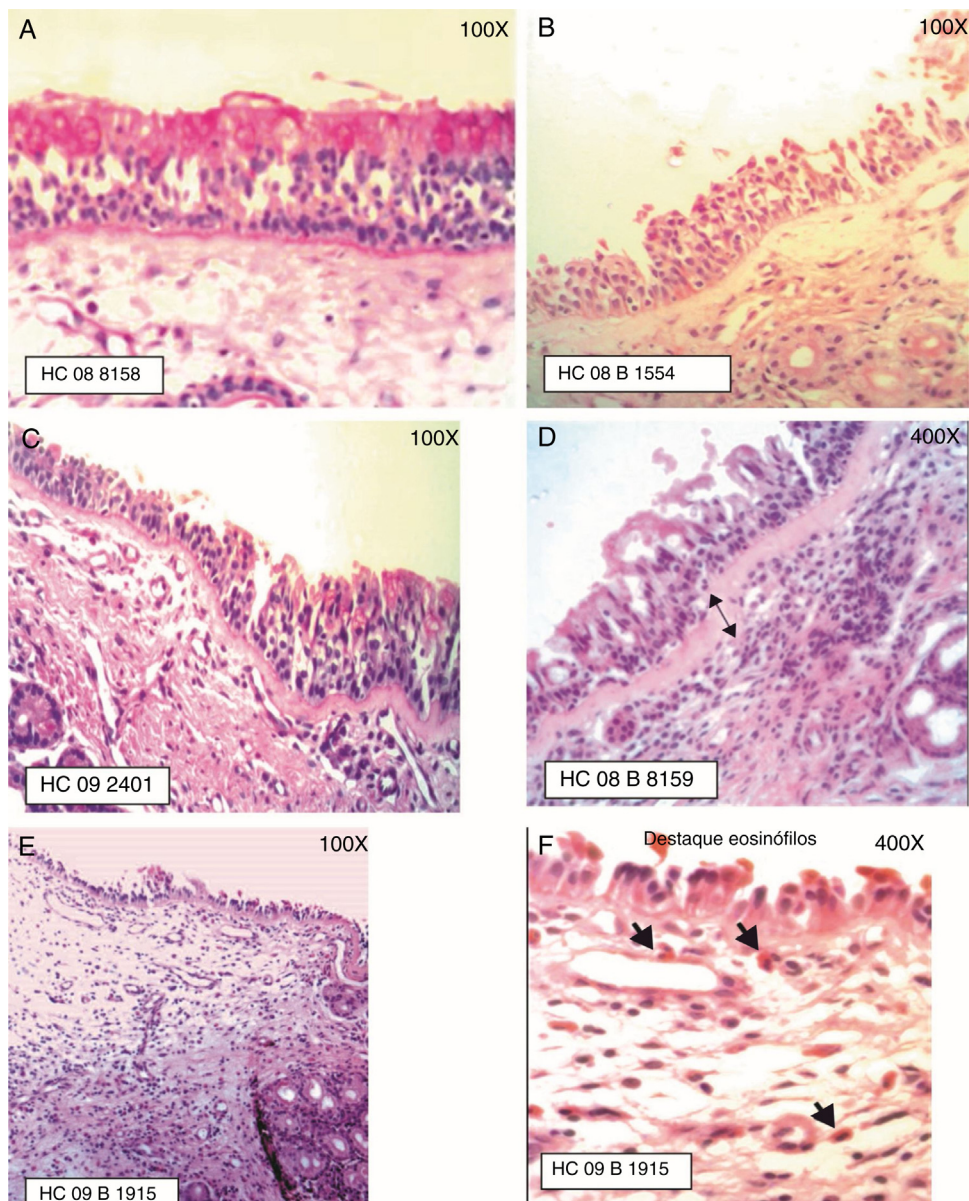 A
100X
HC 08 8158
B
100X
HC 08 B 1554
C
100X
HC 09 2401
D
400X
HC 08 B 8159
E
100X
HC 09 B 1915
F
Destaque eosinófilos
400X
HC 09 B 1915